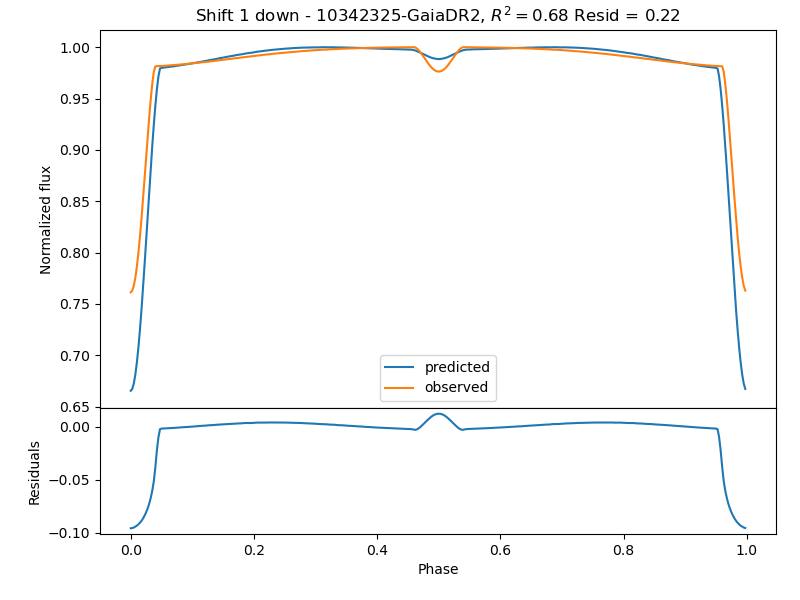 Shift 1 down - 10342325-GaiaDR2, R² = 0.68 Resid = 0.22
1.00
0.95
0.90
0.85
0.80
0.75
0.70
0.65
Normalized flux
predicted
observed
0.00
−0.05
−0.10
Residuals
0.0 0.2 0.4 0.6 0.8 1.0
Phase